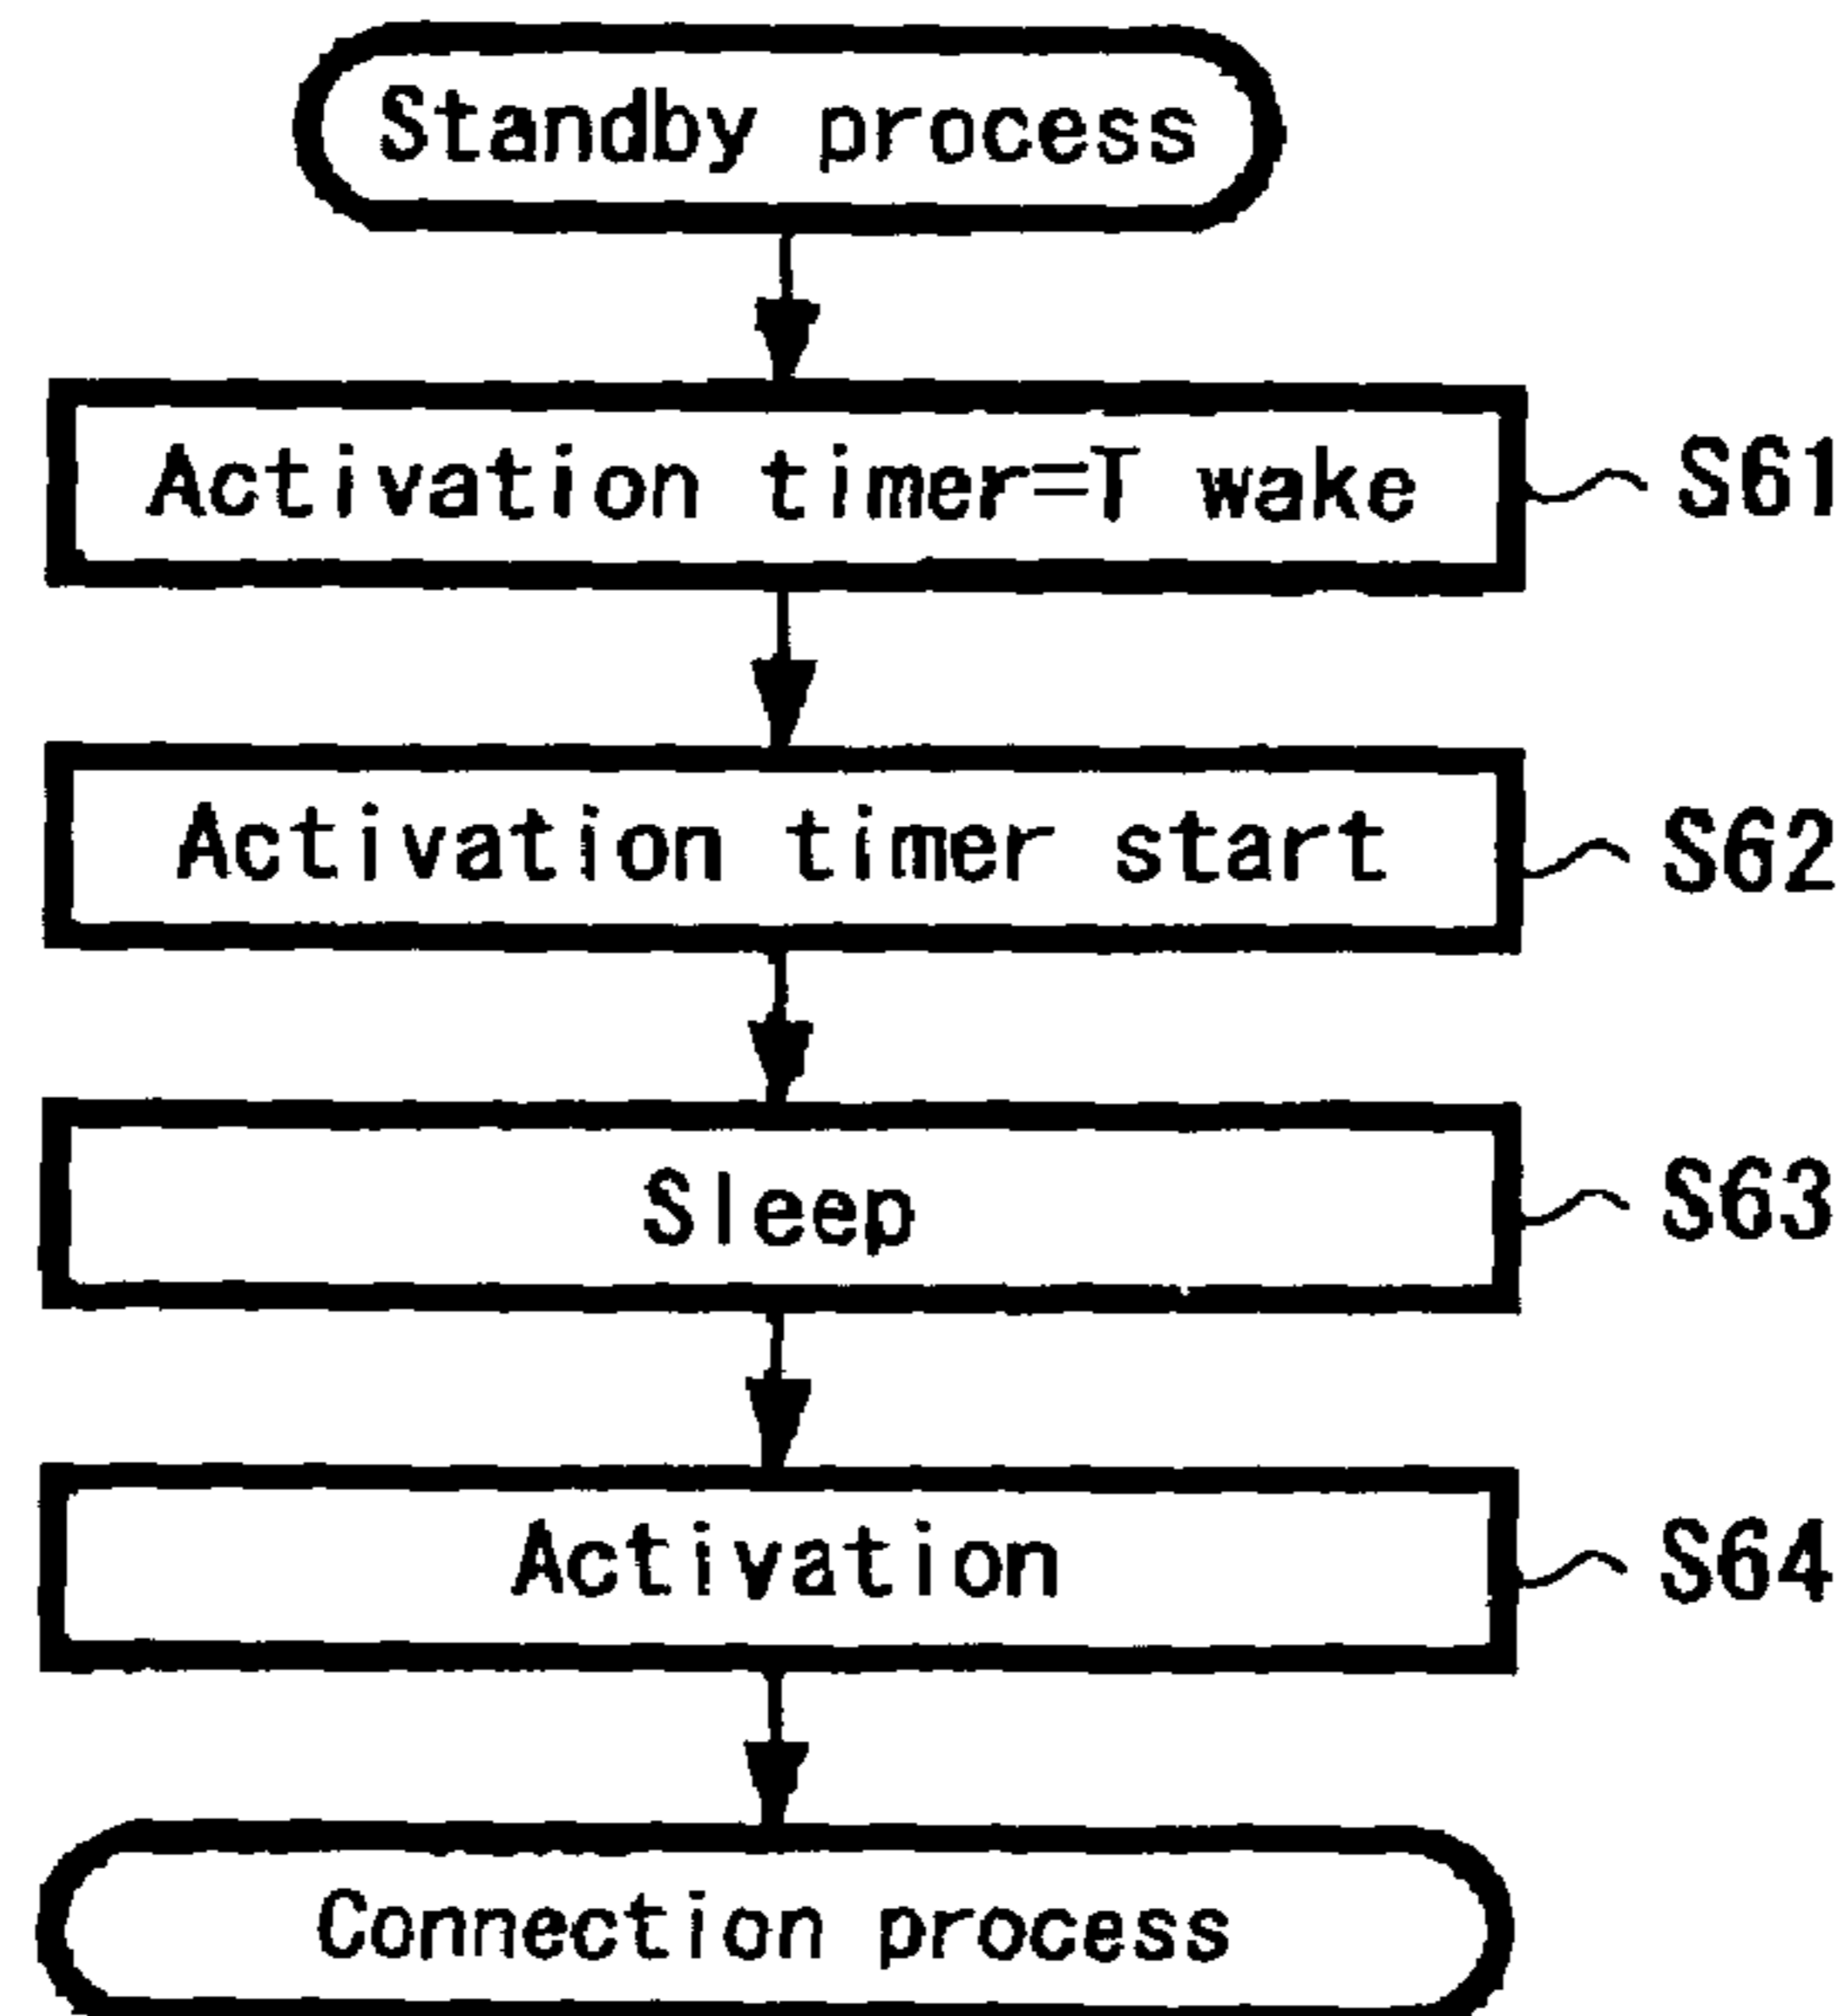 Standby process
Activation timer=T wake S61
Activation timer start S62
Sleep S63
Activation S64
Connection process